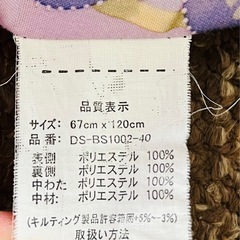 品質表示
サイズ: 67cm x 120cm
品番: DS-BS1002-40
表側 ポリエステル 100%
裏側 ポリエステル 100%
中わた ポリエステル 100%
中材: ポリエステル 100%
(キルティング製品許容範囲+5%~-3%)
取扱い方法